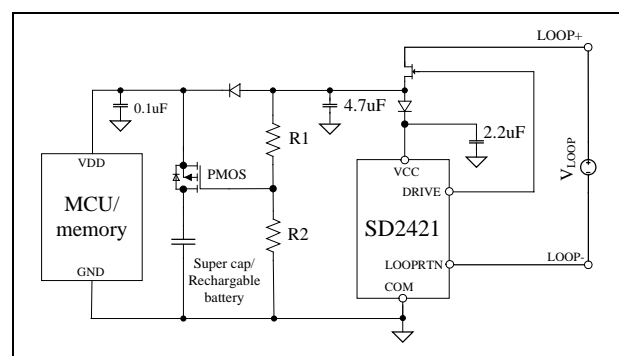 LOOP+
0.1uF
4.7uF
2.2uF
R1
VDD
PMOS
VCC
DRIVE
VLOOP
MCU/
memory
R2
SD2421
GND
Super cap/
Rechargable
battery
LOOPRTN
LOOP-
COM